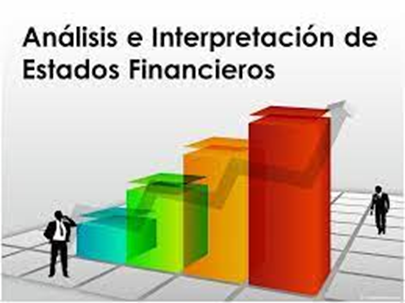 Análisis e Interpretación de
Estados Financieros